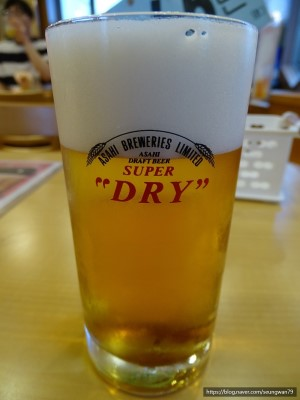 ASAHI BREWERIES LIMITED
ASAHI
DRAFT BEER
SUPER
"DRY"
https://blog.naver.com/seungwan79